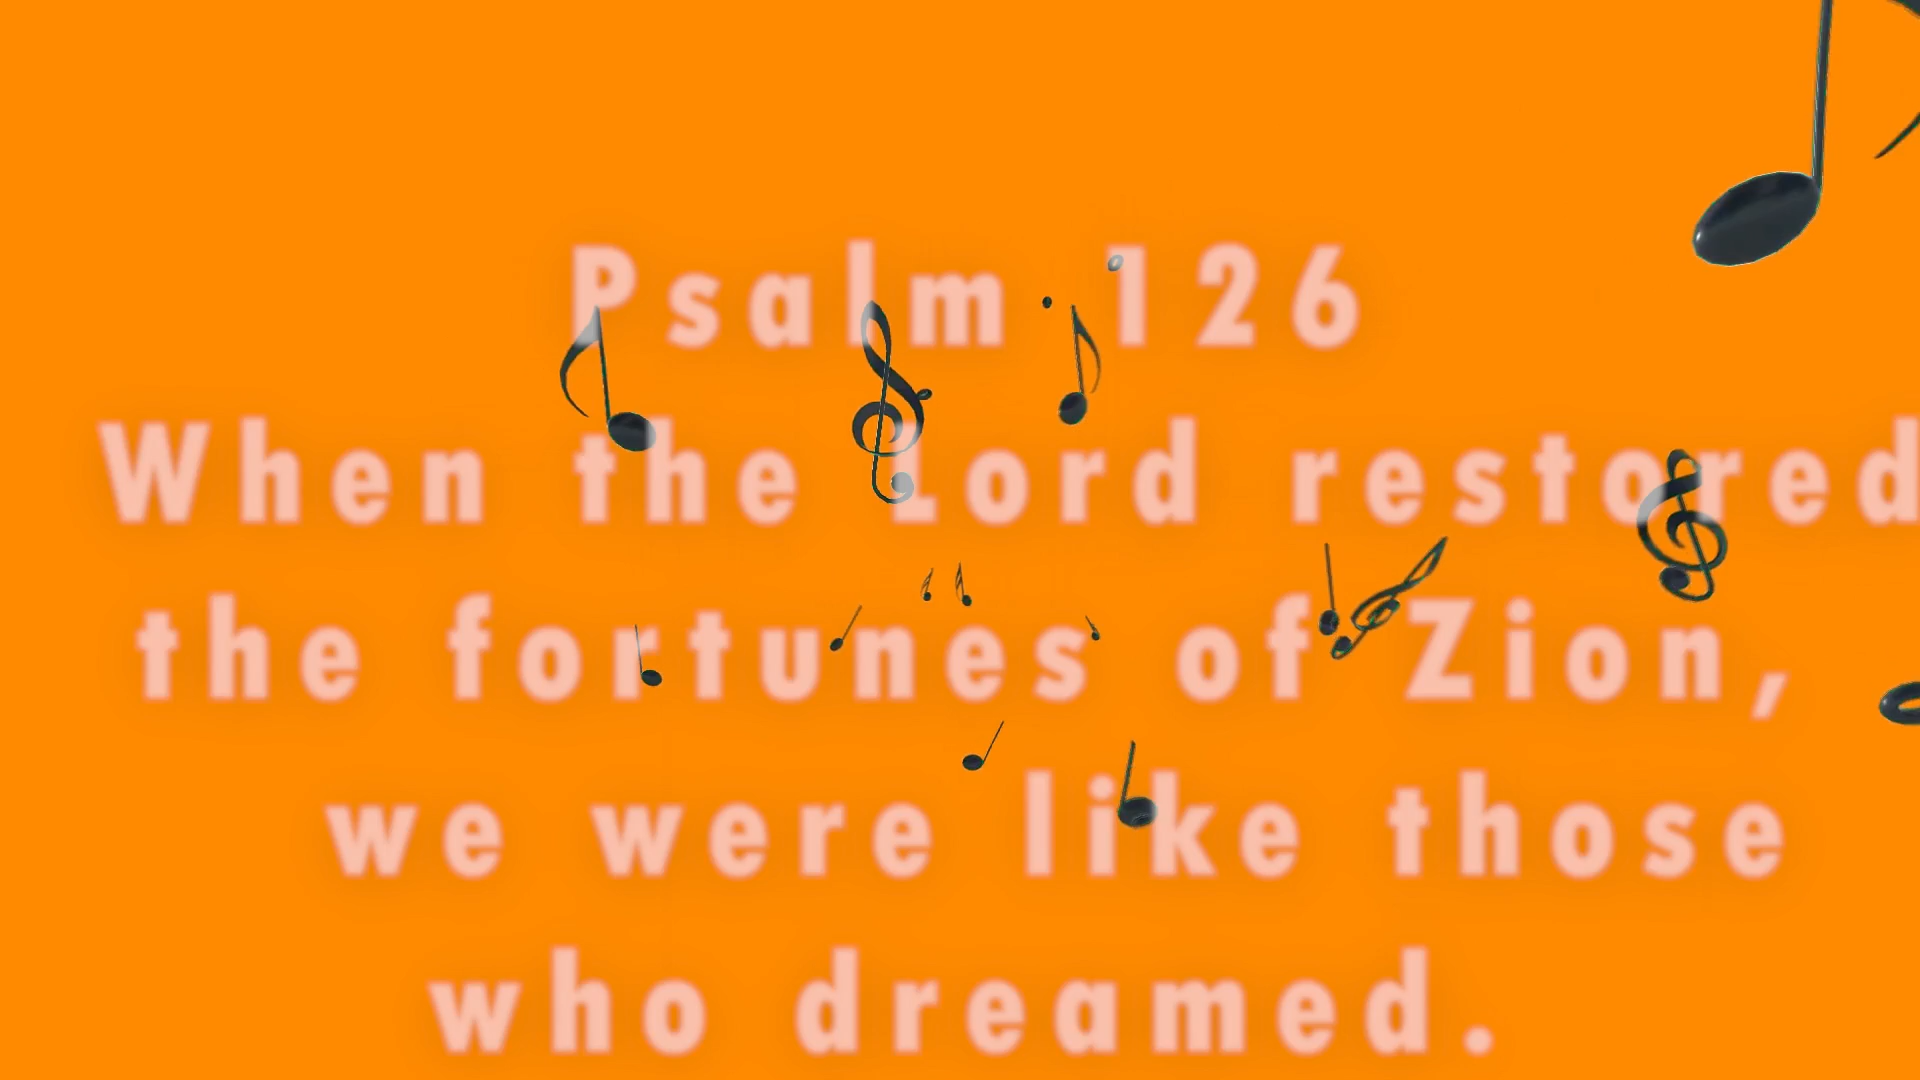 Psalm 126
When the Lord restored
the fortunes of Zion,
we were like those
who dreamed.